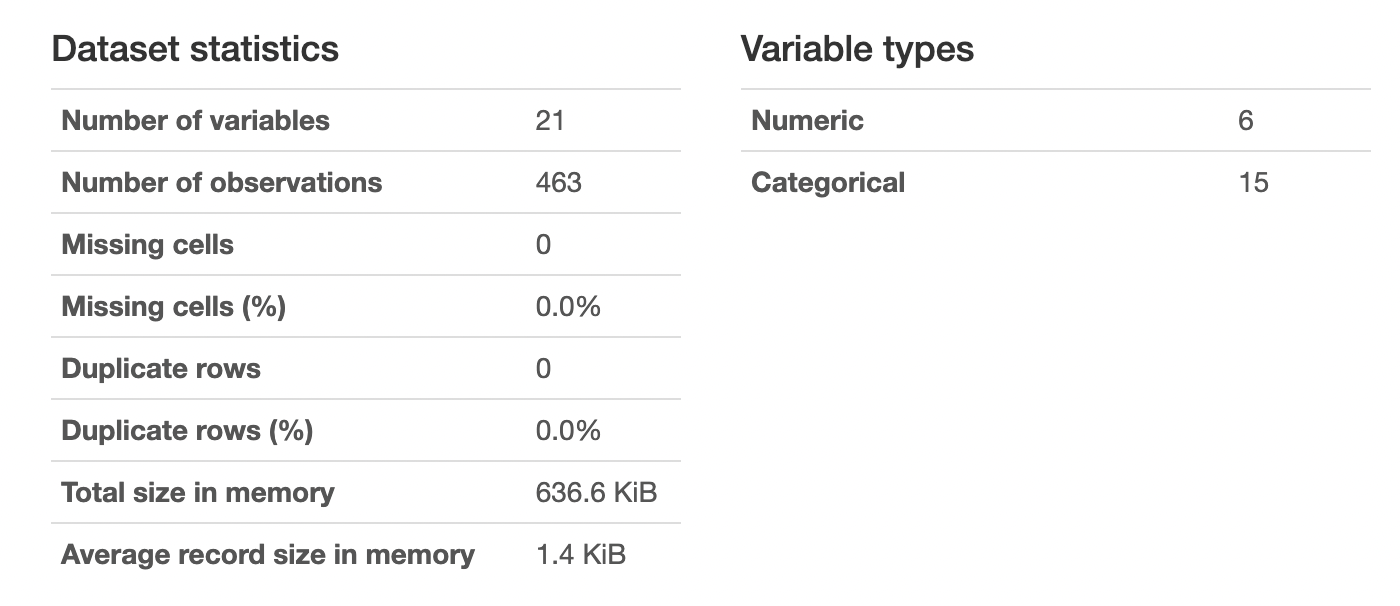 Dataset statistics
Number of variables 21
Number of observations 463
Missing cells 0
Missing cells (%) 0.0%
Duplicate rows 0
Duplicate rows (%) 0.0%
Total size in memory 636.6 KiB
Average record size in memory 1.4 KiB
Variable types
Numeric 6
Categorical 15